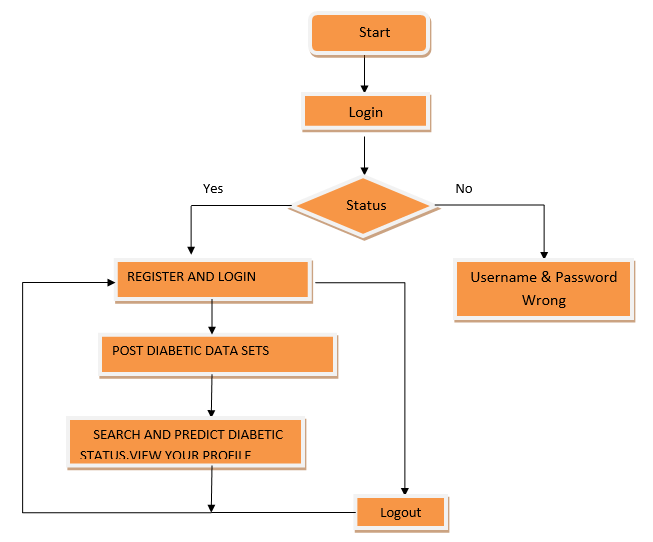 Start
Login
Status
Yes
No
REGISTER AND LOGIN
Username & Password
Wrong
POST DIABETIC DATA SETS
SEARCH AND PREDICT DIABETIC
STATUS,VIEW YOUR PROFILE
Logout